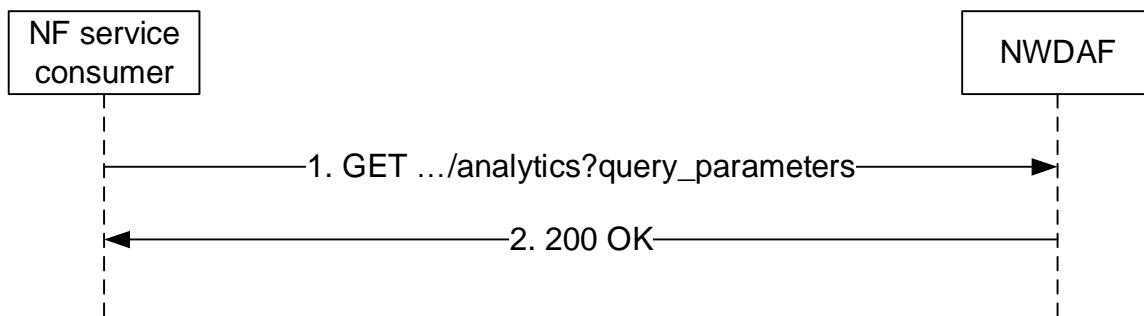 NF service
consumer
NWDAF
1. GET …/analytics?query_parameters
2. 200 OK